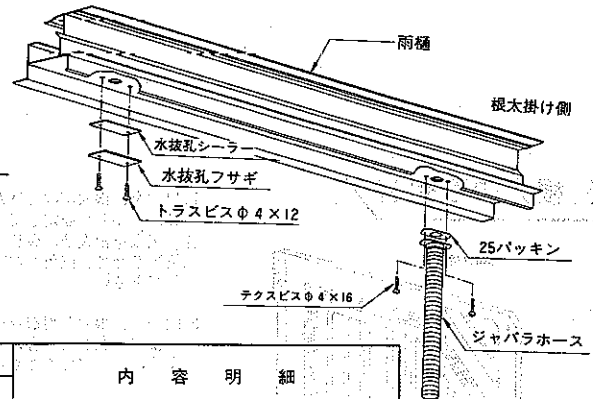 雨樋
根太掛け側
水抜孔シーラー
水抜孔フサギ
トラスビスφ4×12
25パッキン
テクスビスφ4×16
ジャバラホース
内容明細